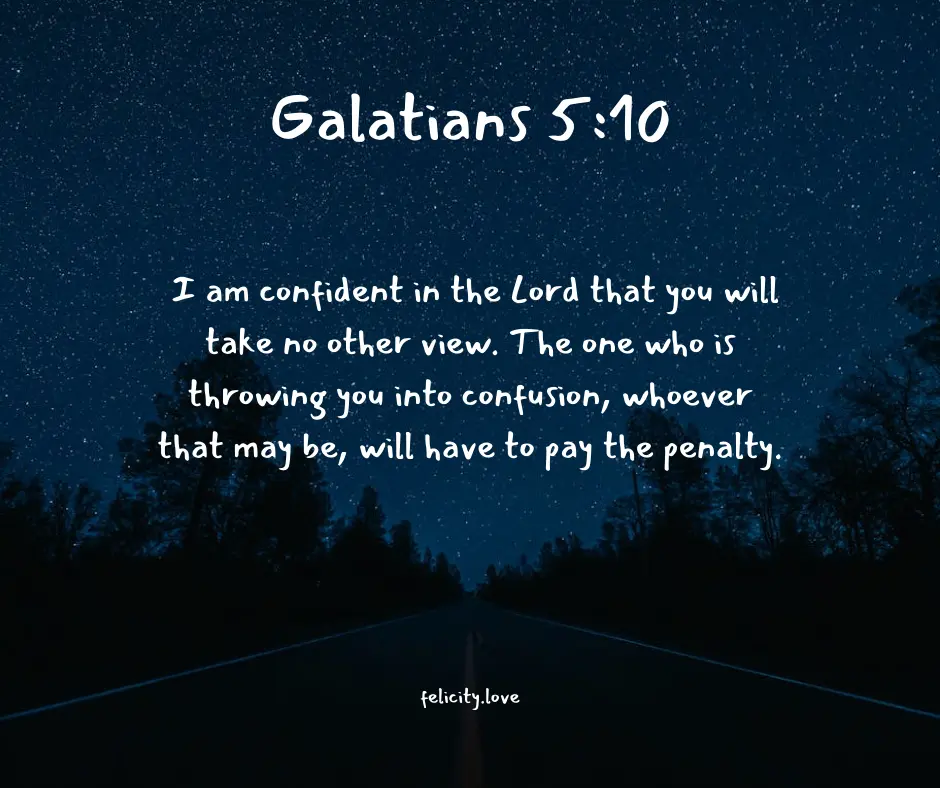 Galatians 5:10
I am confident in the Lord that you will
take no other view. The one who is
throwing you into confusion, whoever
that may be, will have to pay the penalty.
felicity.love